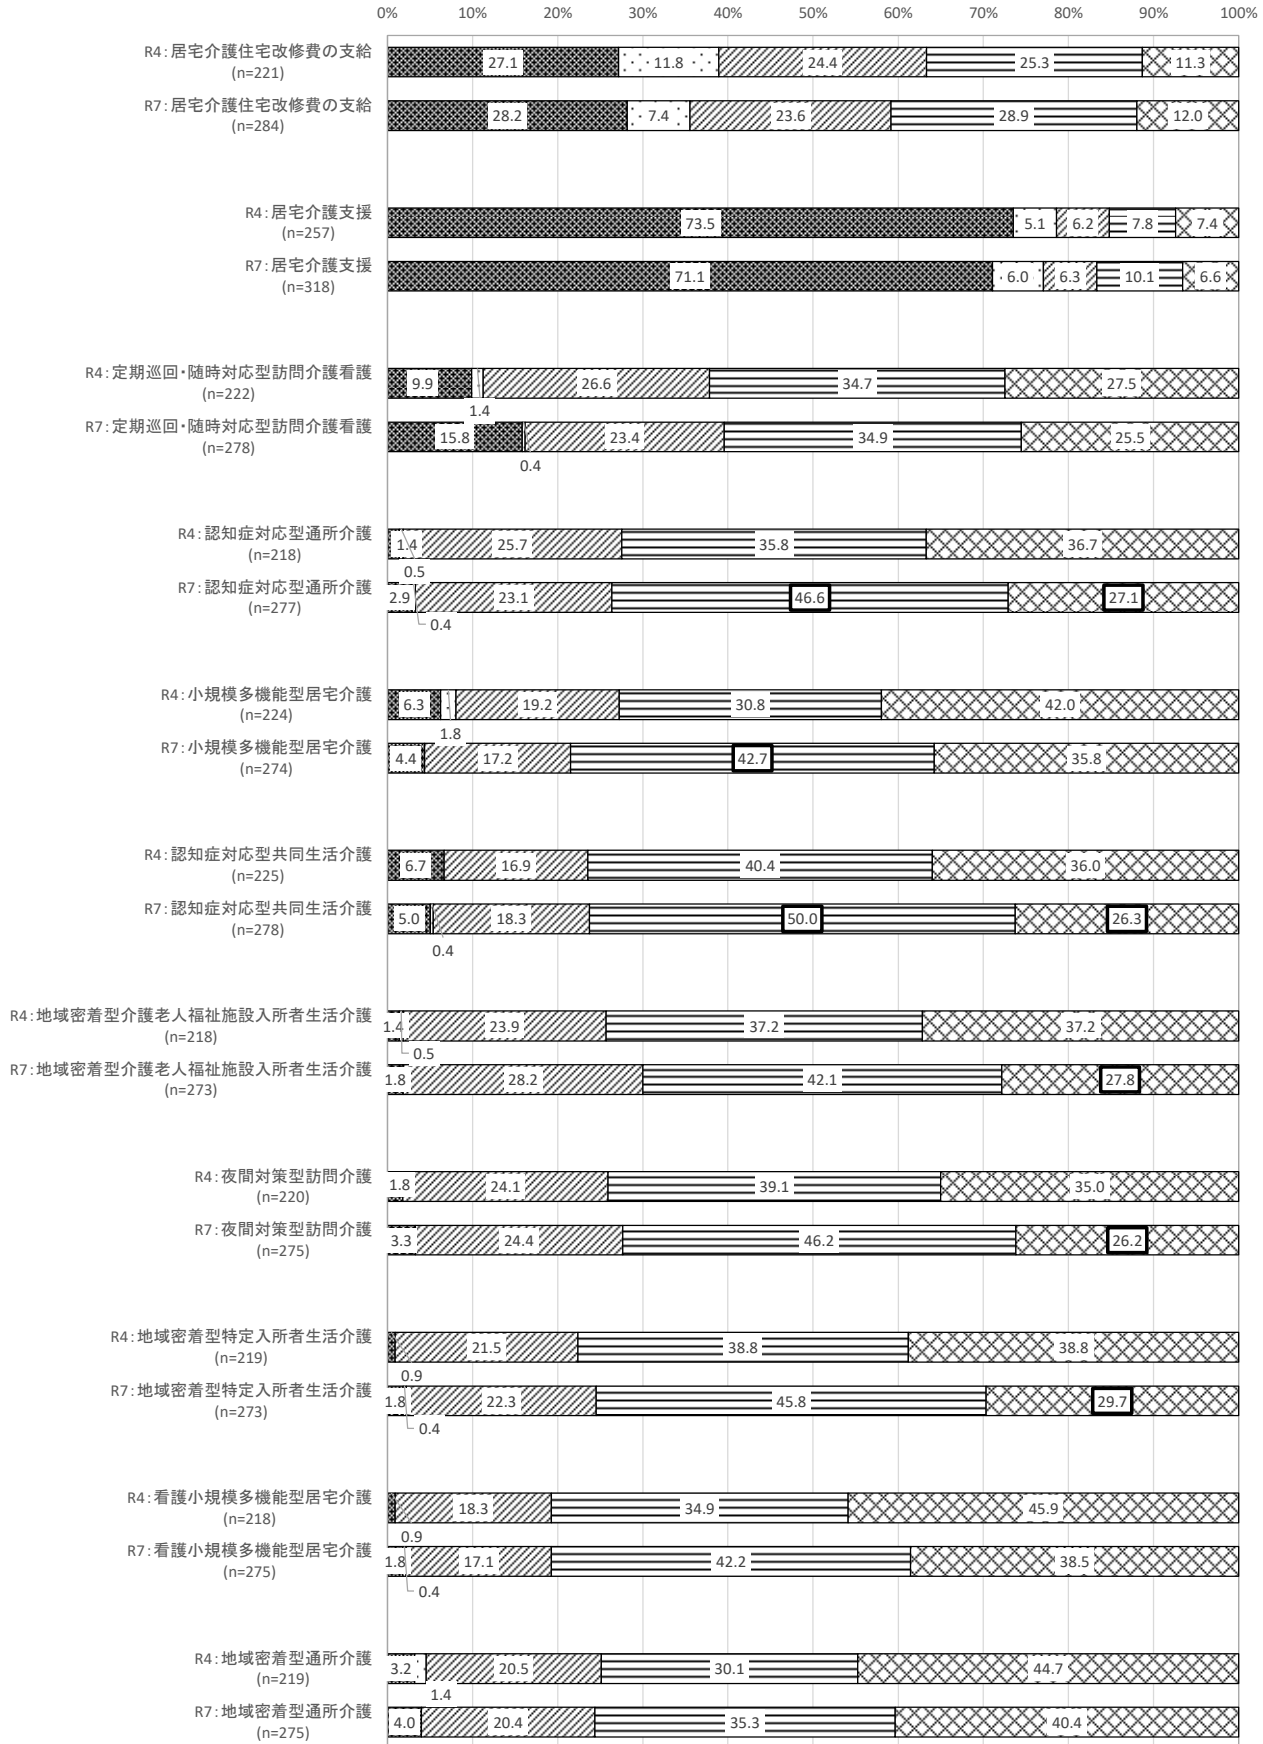 0% 10% 20% 30% 40% 50% 60% 70% 80% 90% 100%
R4：居宅介護住宅改修費の支給
(n=221)
27.1 11.8 24.4 25.3 11.3
R7：居宅介護住宅改修費の支給
(n=284)
28.2 7.4 23.6 28.9 12.0
R4：居宅介護支援
(n=257)
73.5 5.1 6.2 7.8 7.4
R7：居宅介護支援
(n=318)
71.1 6.0 6.3 10.1 6.6
R4：定期巡回・随時対応型訪問介護看護
(n=222)
9.9 1.4 26.6 34.7 27.5
R7：定期巡回・随時対応型訪問介護看護
(n=278)
15.8 0.4 23.4 34.9 25.5
R4：認知症対応型通所介護
(n=218)
1.4 0.5 25.7 35.8 36.7
R7：認知症対応型通所介護
(n=277)
2.9 0.4 23.1 46.6 27.1
R4：小規模多機能型居宅介護
(n=224)
6.3 1.8 19.2 30.8 42.0
R7：小規模多機能型居宅介護
(n=274)
4.4 17.2 42.7 35.8
R4：認知症対応型共同生活介護
(n=225)
6.7 16.9 40.4 36.0
R7：認知症対応型共同生活介護
(n=278)
5.0 0.4 18.3 50.0 26.3
R4：地域密着型介護老人福祉施設入所者生活介護
(n=218)
1.4 0.5 23.9 37.2 37.2
R7：地域密着型介護老人福祉施設入所者生活介護
(n=273)
1.8 28.2 42.1 27.8
R4：夜間対策型訪問介護
(n=220)
1.8 24.1 39.1 35.0
R7：夜間対策型訪問介護
(n=275)
3.3 24.4 46.2 26.2
R4：地域密着型特定入所者生活介護
(n=219)
0.9 21.5 38.8 38.8
R7：地域密着型特定入所者生活介護
(n=273)
1.8 0.4 22.3 45.8 29.7
R4：看護小規模多機能型居宅介護
(n=218)
0.9 18.3 34.9 45.9
R7：看護小規模多機能型居宅介護
(n=275)
1.8 0.4 17.1 42.2 38.5
R4：地域密着型通所介護
(n=219)
3.2 1.4 20.5 30.1 44.7
R7：地域密着型通所介護
(n=275)
4.0 20.4 35.3 40.4